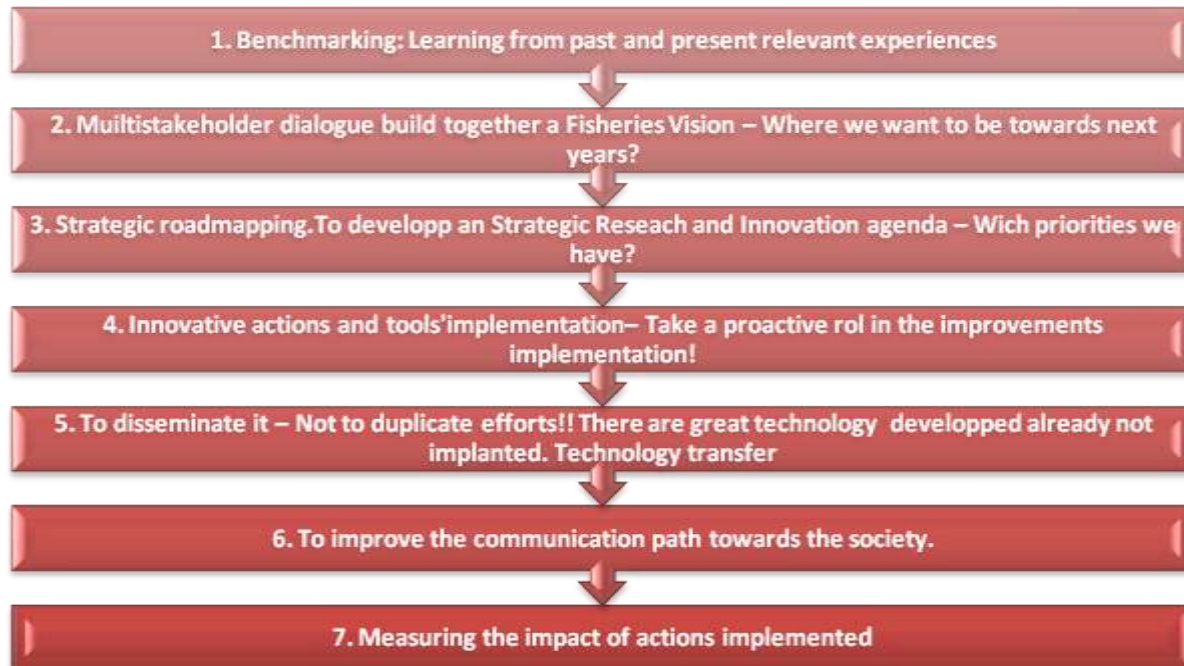 1. Benchmarking: Learning from past and present relevant experiences
2. Muiltistakeholder dialogue build together a Fisheries Vision – Where we want to be towards next
years?
3. Strategic roadmapping.To developp an Strategic Reseach and Innovation agenda – Wich priorities we
have?
4. Innovative actions and tools'implementation– Take a proactive rol in the improvements
implementation!
5. To disseminate it – Not to duplicate efforts!! There are great technology developped already not
implanted. Technology transfer
6. To improve the communication path towards the society.
7. Measuring the impact of actions implemented